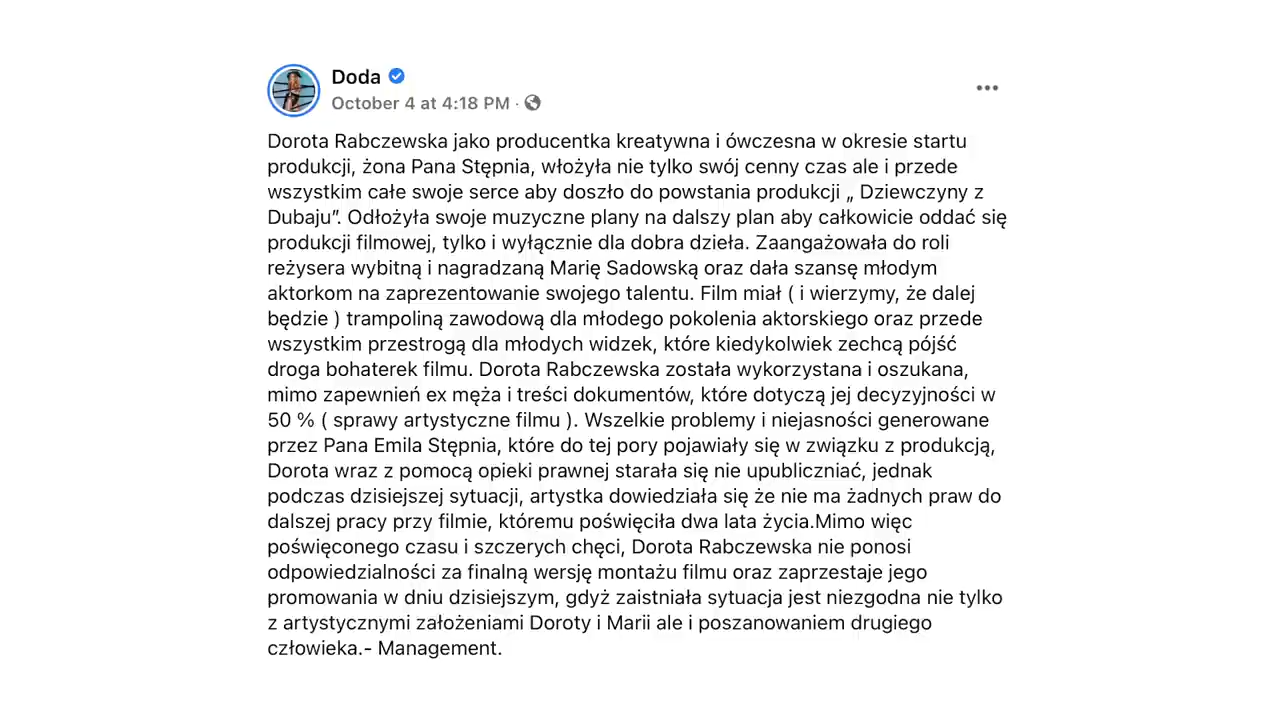 Doda
October 4 at 4:18 PM ·
Dorota Rabczewska jako producentka kreatywna i ówczesna w okresie startu
produkcji, żona Pana Stępnia, włożyła nie tylko swój cenny czas ale i przede
wszystkim całe swoje serce aby doszło do powstania produkcji „ Dziewczyny z
Dubaju”. Odłożyła swoje muzyczne plany na dalszy plan aby całkowicie oddać się
produkcji filmowej, tylko i wyłącznie dla dobra dzieła. Zaangażowała do roli
reżysera wybitną i nagradzaną Marię Sadowską oraz dała szansę młodym
aktorkom na zaprezentowanie swojego talentu. Film miał ( i wierzymy, że dalej
będzie ) trampoliną zawodową dla młodego pokolenia aktorskiego oraz przede
wszystkim przestrogą dla młodych widzek, które kiedykolwiek zechcą pójść
droga bohaterek filmu. Dorota Rabczewska została wykorzystana i oszukana,
mimo zapewnień ex męża i treści dokumentów, które dotyczą jej decyzyjności w
50 % ( sprawy artystyczne filmu ). Wszelkie problemy i niejasności generowane
przez Pana Emila Stępnia, które do tej pory pojawiały się w związku z produkcją,
Dorota wraz z pomocą opieki prawnej starała się nie upubliczniać, jednak
podczas dzisiejszej sytuacji, artystka dowiedziała się że nie ma żadnych praw do
dalszej pracy przy filmie, któremu poświęciła dwa lata życia.Mimo więc
poświęconego czasu i szczerych chęci, Dorota Rabczewska nie ponosi
odpowiedzialności za finalną wersję montażu filmu oraz zaprzestaje jego
promowania w dniu dzisiejszym, gdyż zaistniała sytuacja jest niezgodna nie tylko
z artystycznymi założeniami Doroty i Marii ale i poszanowaniem drugiego
człowieka.- Management.